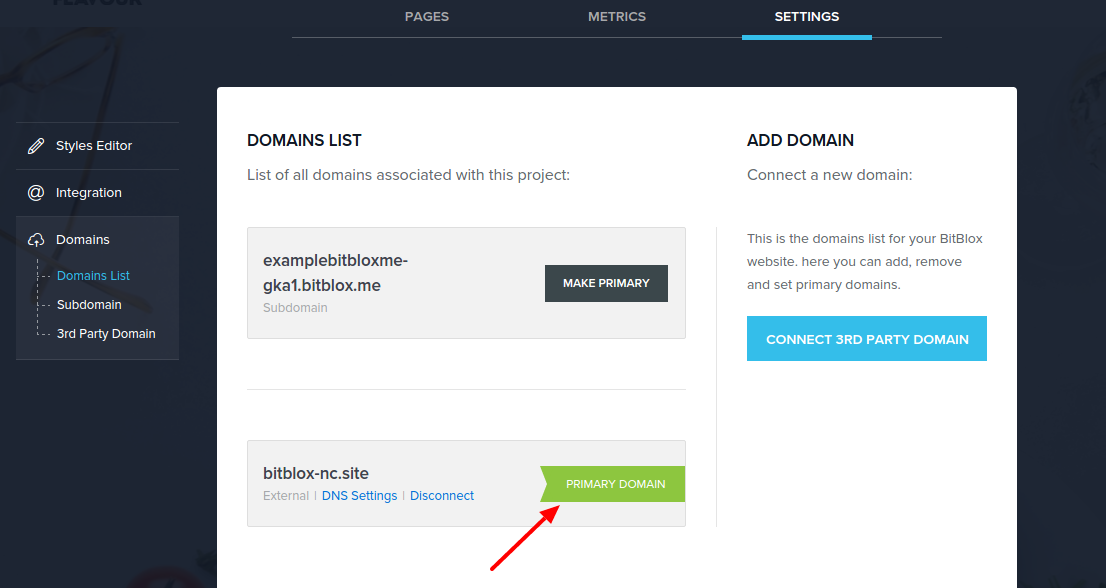 PAGES
METRICS
SETTINGS
Styles Editor
Integration
Domains
Domains List
Subdomain
3rd Party Domain
DOMAINS LIST
List of all domains associated with this project:
examplebitbloxme-
gka1.bitblox.me
Subdomain
MAKE PRIMARY
bitblox-nc.site
External | DNS Settings | Disconnect
PRIMARY DOMAIN
ADD DOMAIN
Connect a new domain:
This is the domains list for your BitBlox
website. here you can add, remove
and set primary domains.
CONNECT 3RD PARTY DOMAIN